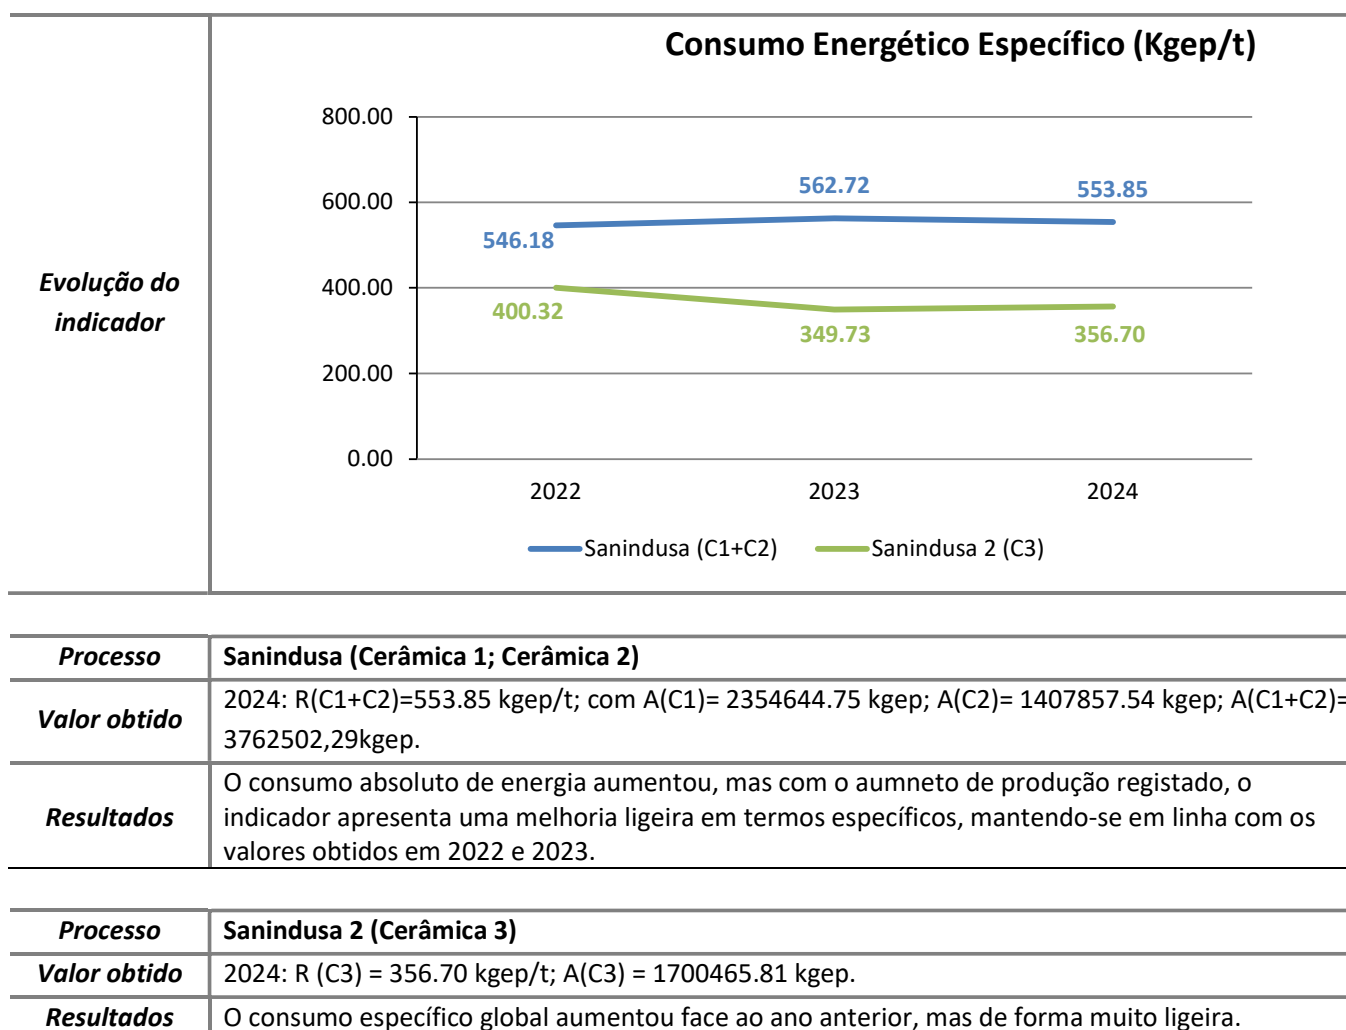 Consumo Energético Específico (Kgep/t)
800.00
600.00
400.00
200.00
0.00
562.72
553.85
546.18
400.32
349.73
356.70
2022 2023 2024
Sanindusa (C1+C2) Sanindusa 2 (C3)
Evolução do
indicador
Processo Sanindusa (Cerâmica 1; Cerâmica 2)
Valor obtido 2024: R(C1+C2)=553.85 kgep/t; com A(C1)= 2354644.75 kgep; A(C2)= 1407857.54 kgep; A(C1+C2)=
3762502,29kgep.
Resultados O consumo absoluto de energia aumentou, mas com o aumneto de produção registado, o
indicador apresenta uma melhoria ligeira em termos específicos, mantendo-se em linha com os
valores obtidos em 2022 e 2023.
Processo Sanindusa 2 (Cerâmica 3)
Valor obtido 2024: R (C3) = 356.70 kgep/t; A(C3) = 1700465.81 kgep.
Resultados O consumo específico global aumentou face ao ano anterior, mas de forma muito ligeira.